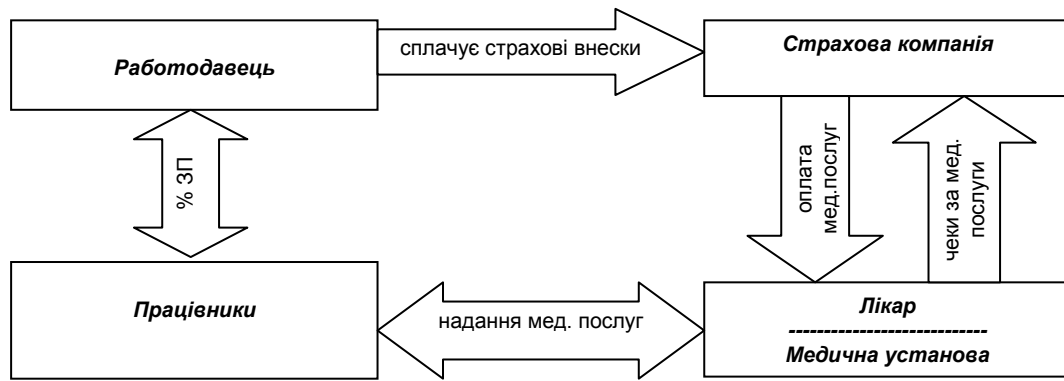 Работодавець
сплачує страхові внески
Страхова компанія
% ЗП
оплата
мед.послуг
чеки за мед.
послуги
Працівники
надання мед. послуг
Лікар
----------------------------
Медична установа